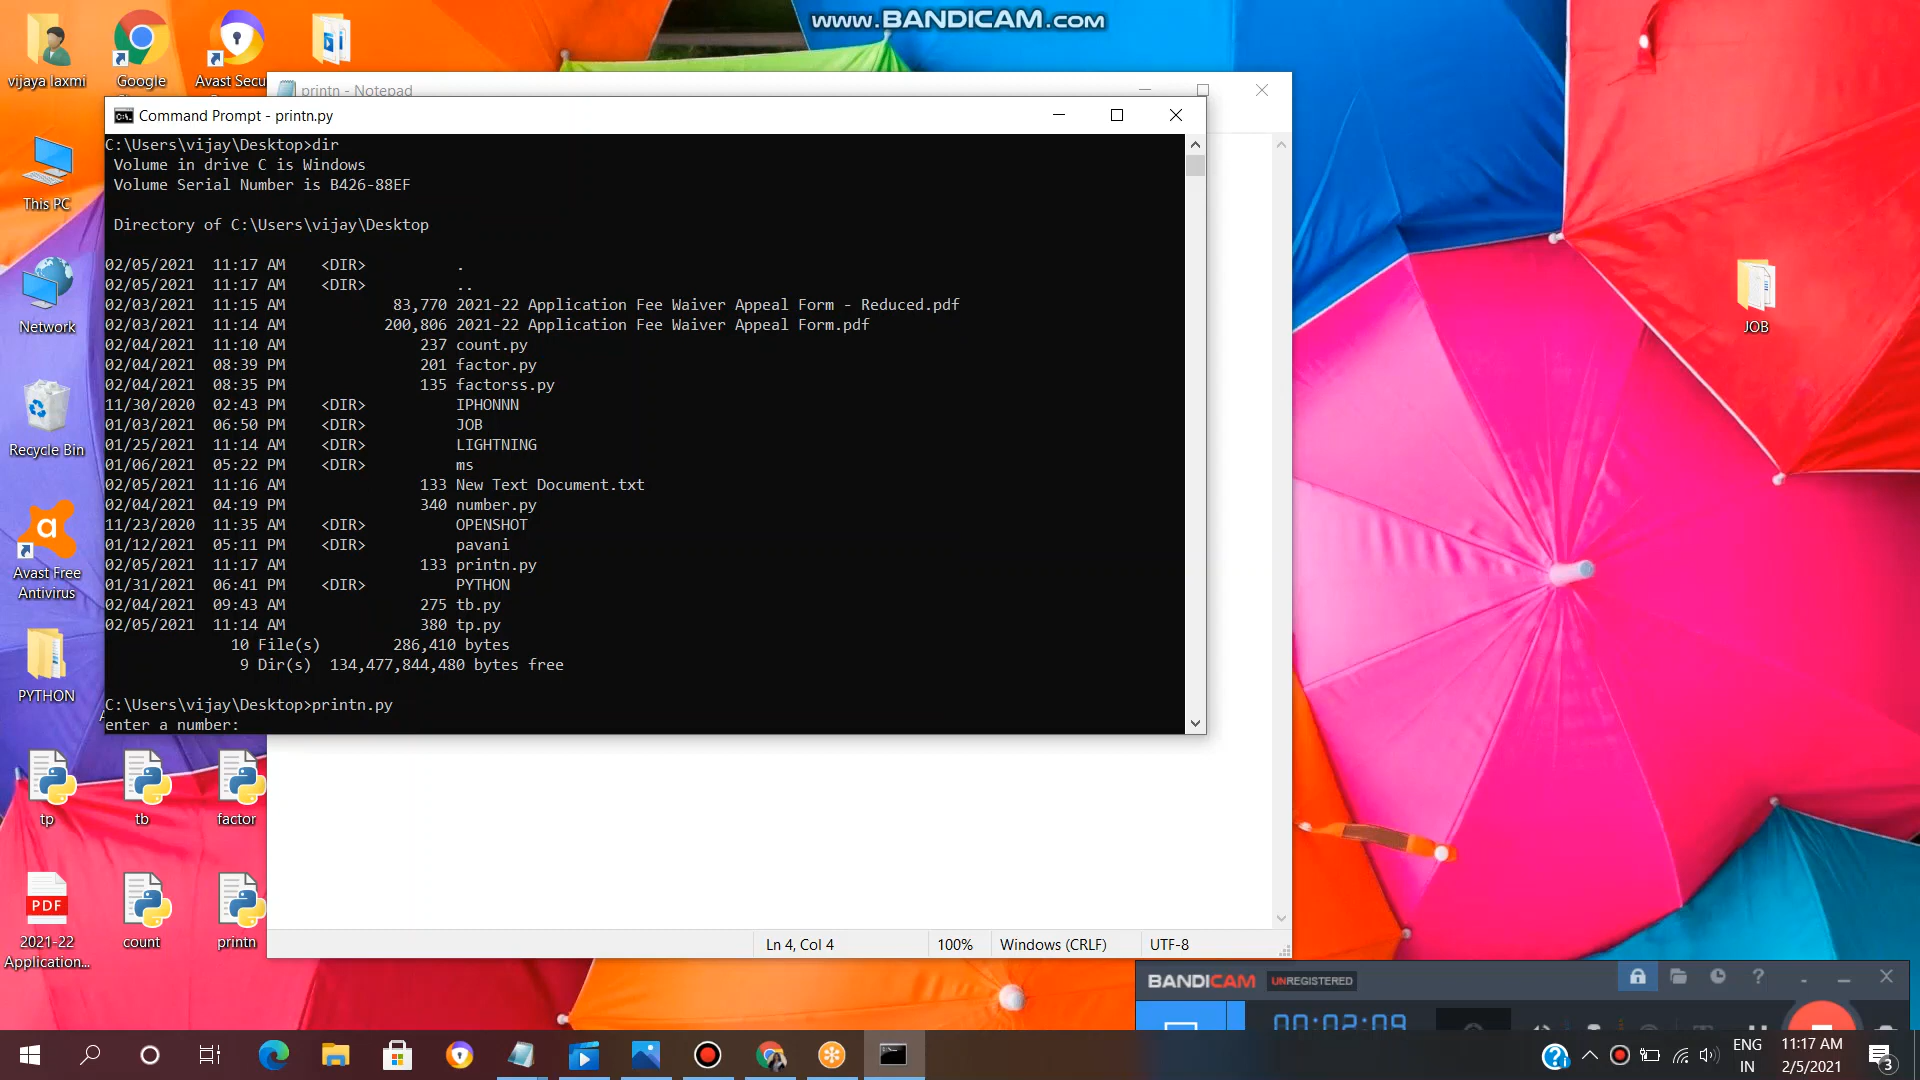 www.BANDICAM.com
vijaya laxmi
Google
Avast Secu
This PC
Network
Recycle Bin
Avast Free
Antivirus
PYTHON
tp
tb
factor
PDF
2021-22
Application...
count
printn
JOB
printn - Notepad
Command Prompt - printn.py
C:\Users\vijay\Desktop>dir
Volume in drive C is Windows
Volume Serial Number is B426-88EF
Directory of C:\Users\vijay\Desktop
02/05/2021 11:17 AM <DIR> .
02/05/2021 11:17 AM <DIR> ..
02/03/2021 11:15 AM 83,770 2021-22 Application Fee Waiver Appeal Form - Reduced.pdf
02/03/2021 11:14 AM 200,806 2021-22 Application Fee Waiver Appeal Form.pdf
02/04/2021 11:10 AM 237 count.py
02/04/2021 08:39 PM 201 factor.py
02/04/2021 08:35 PM 135 factorss.py
11/30/2020 02:43 PM <DIR> IPHONNN
01/03/2021 06:50 PM <DIR> JOB
01/25/2021 11:14 AM <DIR> LIGHTNING
01/06/2021 05:22 PM <DIR> ms
02/05/2021 11:16 AM 133 New Text Document.txt
02/04/2021 04:19 PM 340 number.py
11/23/2020 11:35 AM <DIR> OPENSHOT
01/12/2021 05:11 PM <DIR> pavani
02/05/2021 11:17 AM 133 printn.py
01/31/2021 06:41 PM <DIR> PYTHON
02/04/2021 09:43 AM 275 tb.py
02/05/2021 11:14 AM 380 tp.py
10 File(s) 286,410 bytes
9 Dir(s) 134,477,844,480 bytes free
C:\Users\vijay\Desktop>printn.py
enter a number:
Ln 4, Col 4
100%
Windows (CRLF)
UTF-8
BANDICAM UNREGISTERED
00:02:09
ENG
IN
11:17 AM
2/5/2021
3